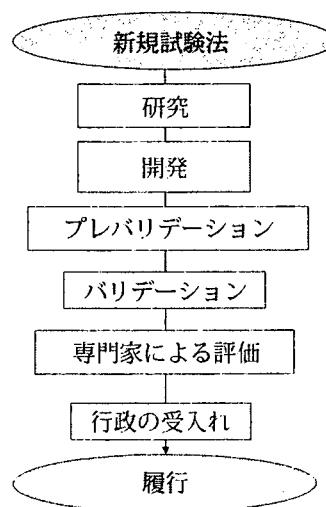 新規試験法
研究
開発
プレバリデーション
バリデーション
専門家による評価
行政の受入れ
履行